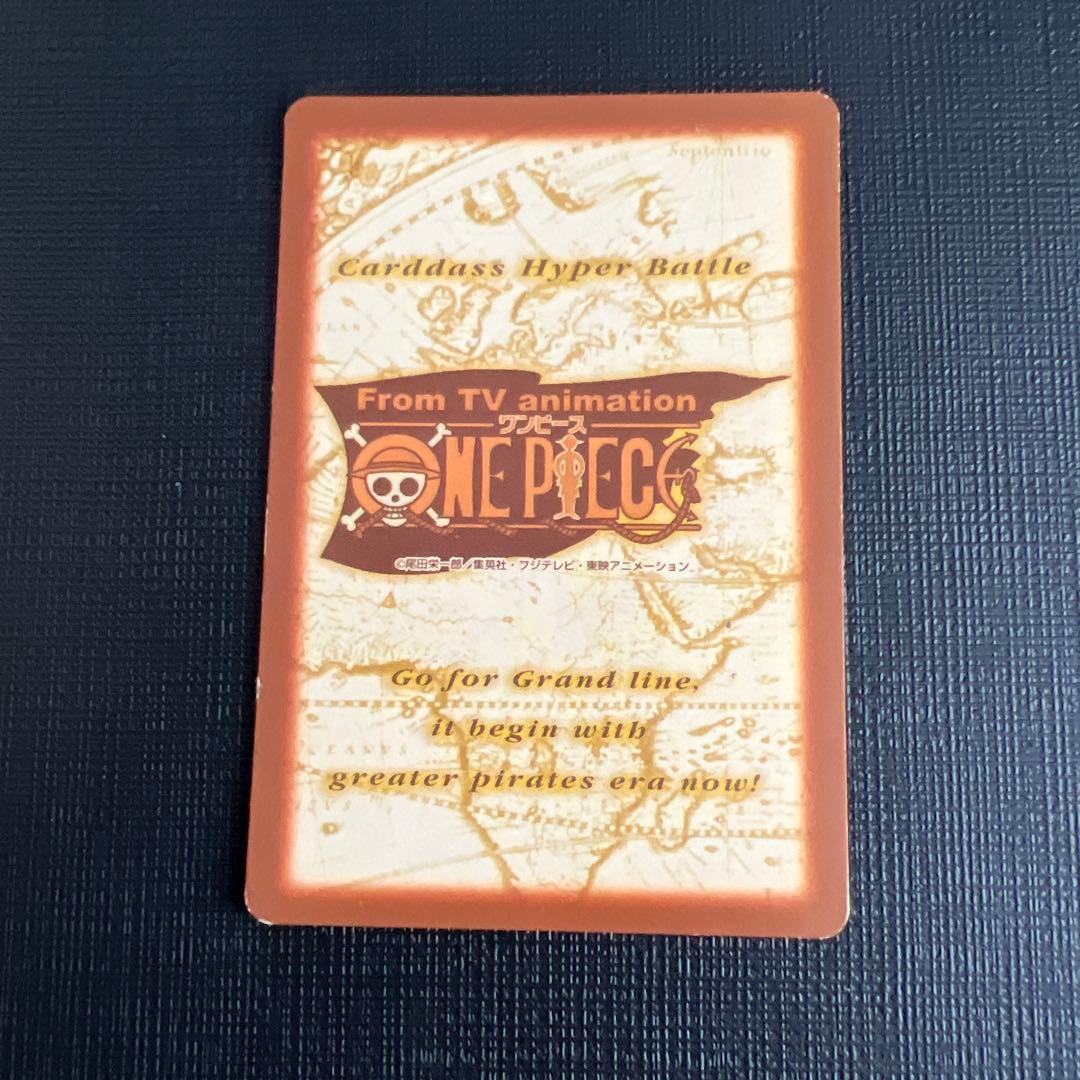 Septentrio
Carddass Hyper Battle
From TV animation
ワンピース
ONE PIECE
©尾田栄一郎/集英社・フジテレビ・東映アニメーション
Go for Grand line,
it begin with
greater pirates era now!